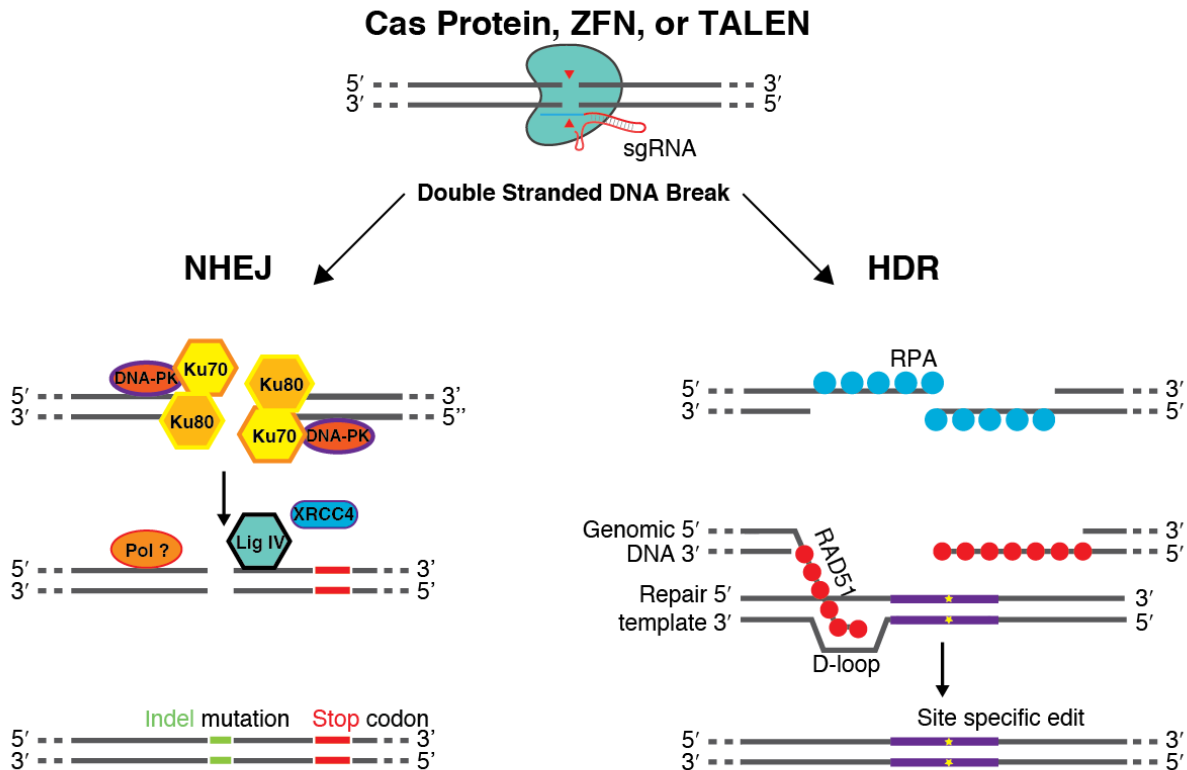 Cas Protein, ZFN, or TALEN
5′ 3′
3′ 5′
sgRNA
Double Stranded DNA Break
NHEJ
HDR
DNA-PK Ku70 Ku80
5′ 3’
3′ 5’’
Ku80 Ku70 DNA-PK
RPA
5′ 3′
3′ 5′
XRCC4
Pol ? Lig IV
5′ 3’
3′ 5’
Genomic 5′ 3′
DNA 3′ 5′
RAD51
Repair 5′ 3′
template 3′ 5′
D-loop
Indel mutation Stop codon
5′ 3’
3′ 5’
Site specific edit
5′ 3′
3′ 5′